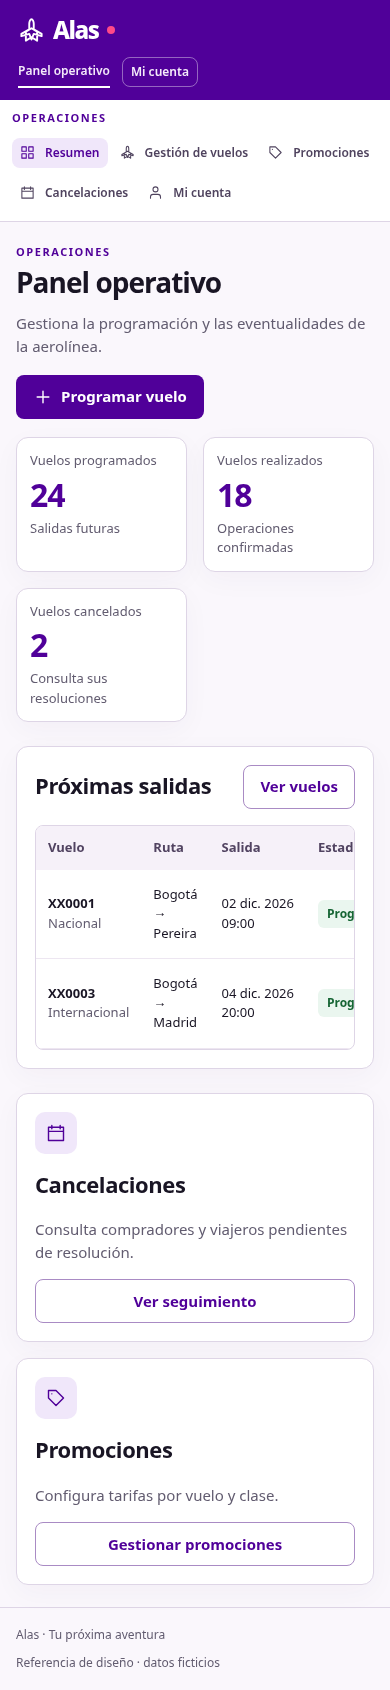 Alas
Panel operativo
Mi cuenta
OPERACIONES
Resumen
Gestión de vuelos
Promociones
Cancelaciones
Mi cuenta
OPERACIONES
Panel operativo
Gestiona la programación y las eventualidades de
la aerolínea.
Programar vuelo
Vuelos programados
24
Salidas futuras
Vuelos realizados
18
Operaciones
confirmadas
Vuelos cancelados
2
Consulta sus
resoluciones
Próximas salidas
Ver vuelos
Vuelo Ruta Salida Estad
XX0001
Nacional
Bogotá
→
Pereira
02 dic. 2026
09:00
Prog
XX0003
Internacional
Bogotá
→
Madrid
04 dic. 2026
20:00
Prog
Cancelaciones
Consulta compradores y viajeros pendientes
de resolución.
Ver seguimiento
Promociones
Configura tarifas por vuelo y clase.
Gestionar promociones
Alas · Tu próxima aventura
Referencia de diseño · datos ficticios